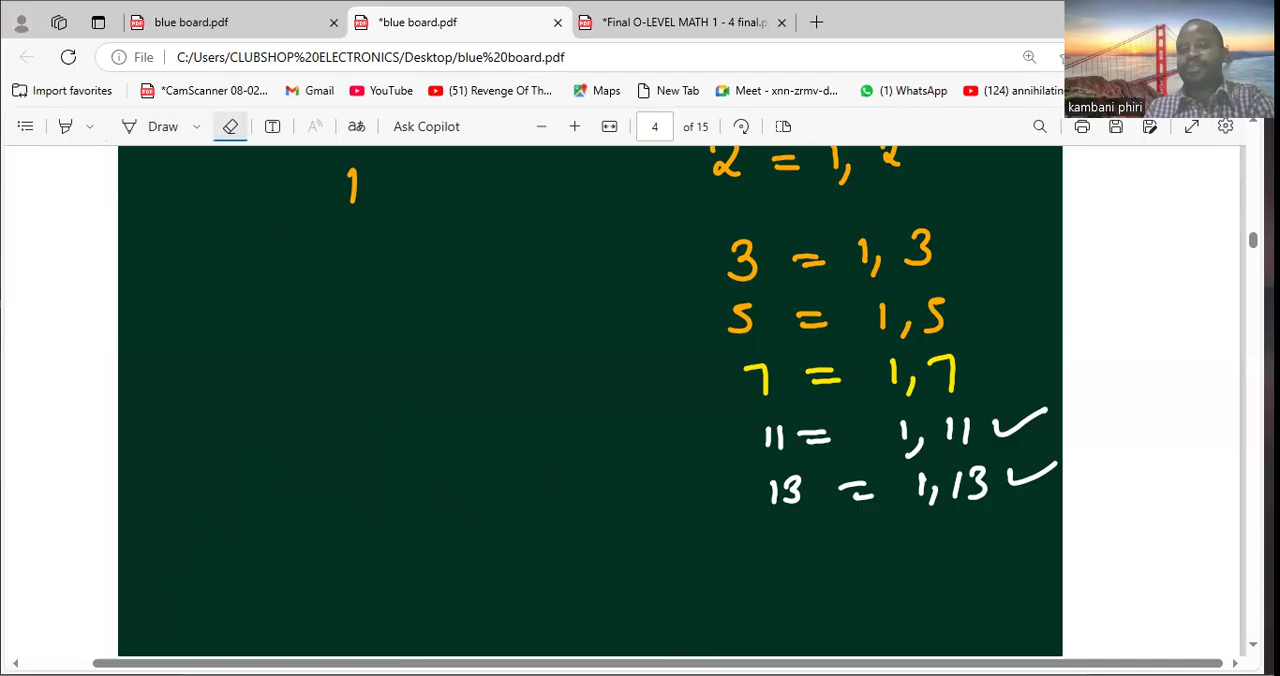 blue board.pdf
*blue board.pdf
*Final O-LEVEL MATH 1 - 4 final.p
File C:/Users/CLUBSHOP%20ELECTRONICS/Desktop/blue%20board.pdf
Import favorites *CamScanner 08-02... Gmail YouTube (51) Revenge Of Th... Maps New Tab Meet - xnn-zrmv-d... (1) WhatsApp (124) annihilatin
kambani phiri
Draw aあ Ask Copilot 4 of 15
1
2 = 1, 2
3 = 1, 3
5 = 1, 5
7 = 1, 7
11 = 1, 11 ✓
13 = 1, 13 ✓